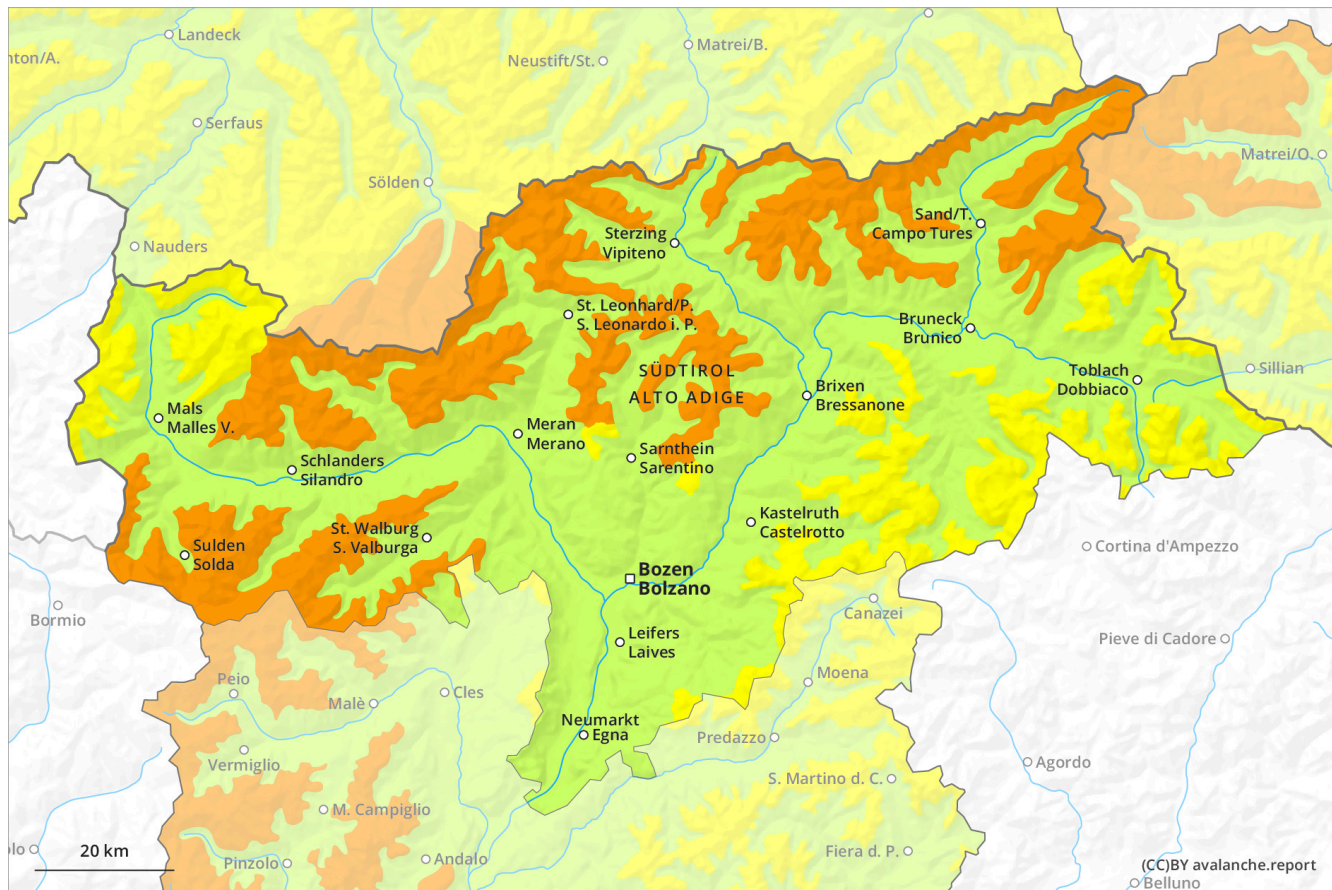 Landeck
nton/A.
Matrei/B.
Neustift/St.
Serfaus
Sölden
Matrei/O.
Nauders
Sand/T.
Campo Tures
Sterzing
Vipiteno
St. Leonhard/P.
S. Leonardo i. P.
Bruneck
Brunico
SÜDTIROL
ALTO ADIGE
Toblach
Dobbiaco
Sillian
Brixen
Bressanone
Mals
Malles V.
Meran
Merano
Sarnthein
Sarentino
Schlanders
Silandro
Kastelruth
Castelrotto
St. Walburg
S. Valburga
Sulden
Solda
Cortina d'Ampezzo
Bozen
Bolzano
Bormio
Canazei
Leifers
Laives
Pieve di Cadore
Moena
Peio
Malè
Cles
Neumarkt
Egna
Predazzo
Vermiglio
Agordo
S. Martino d. C.
M. Campiglio
olo
20 km
Pinzolo
Andalo
Fiera d. P.
(CC)BY avalanche.report
Belluno